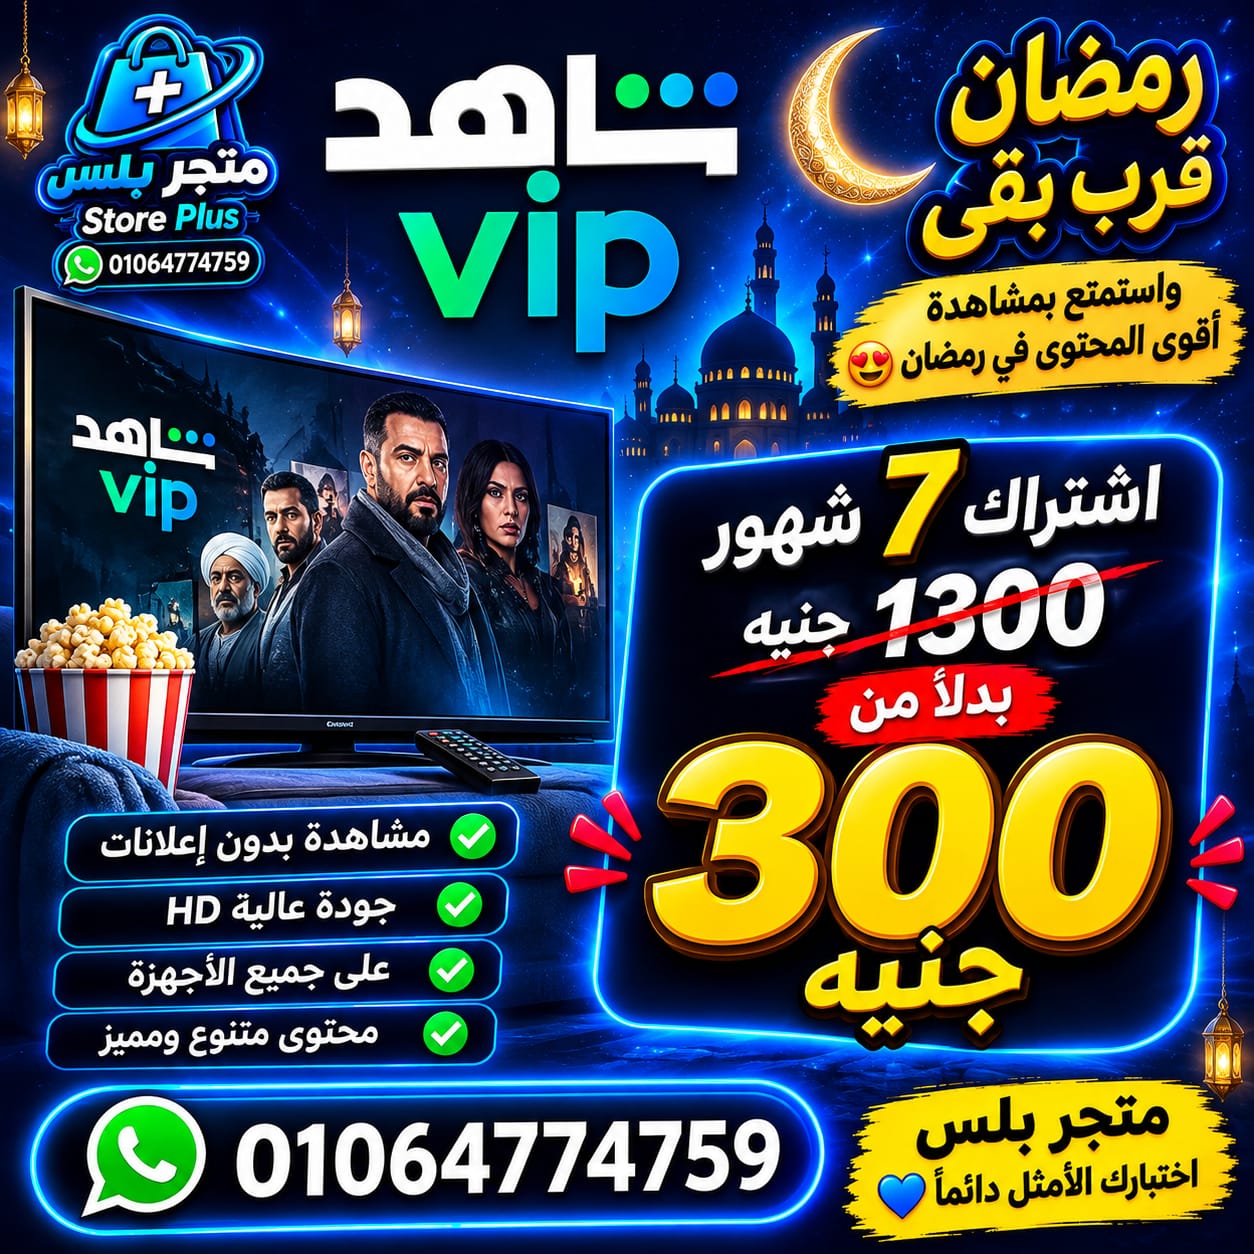 متجر بلس
Store Plus
01064774759
شاهد
vip
رمضان
قرب بقى
واستمتع بمشاهدة
أقوى المحتوى في رمضان 😍
شاهد
vip
اشتراك 7 شهور
1300 جنيه
بدلأ من
300
جنيه
مشاهدة بدون إعلانات
جودة عالية HD
على جميع الأجهزة
محتوى متنوع ومميز
01064774759
متجر بلس
اختبارك الأمثل دائماً 💙